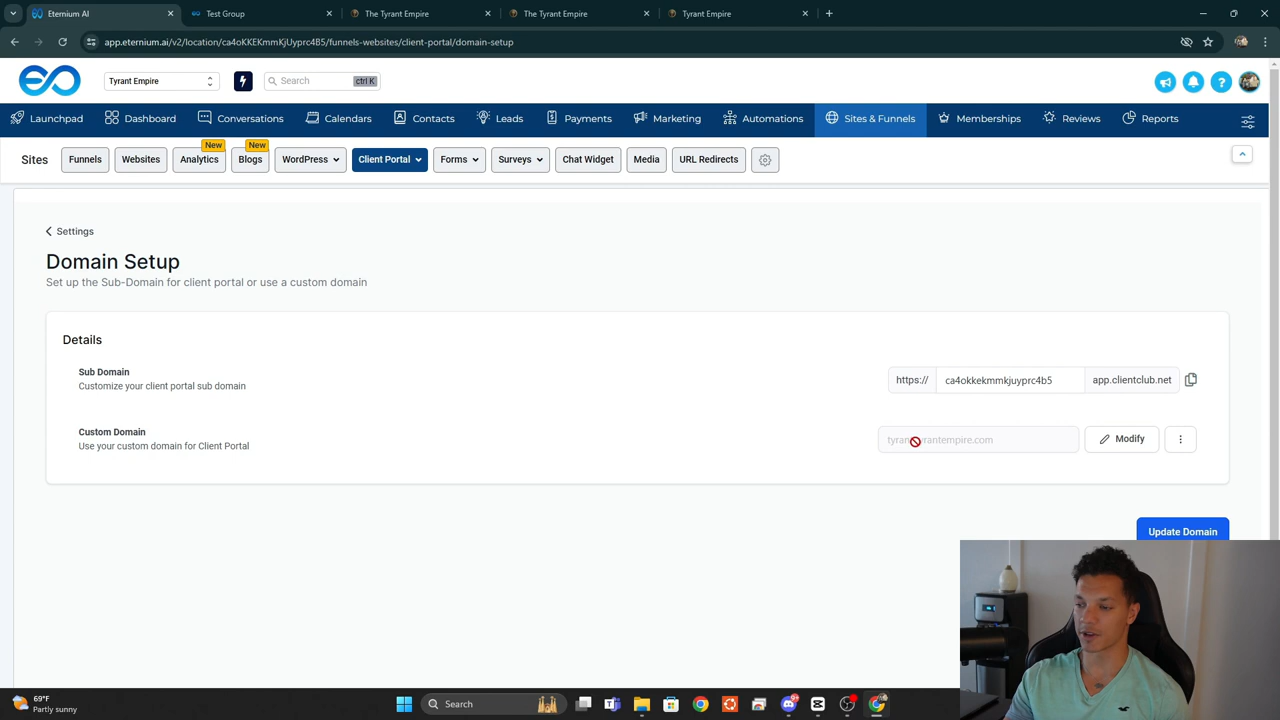 Eternium AI
Test Group
The Tyrant Empire
The Tyrant Empire
Tyrant Empire
app.eternium.ai/v2/location/ca4oKKEKmmKjUyprc4B5/funnels-websites/client-portal/domain-setup
Tyrant Empire
Search
ctrl K
Launchpad
Dashboard
Conversations
Calendars
Contacts
Leads
Payments
Marketing
Automations
Sites & Funnels
Memberships
Reviews
Reports
New
New
Sites
Funnels
Websites
Analytics
Blogs
WordPress
Client Portal
Forms
Surveys
Chat Widget
Media
URL Redirects
Settings
Domain Setup
Set up the Sub-Domain for client portal or use a custom domain
Details
Sub Domain
Customize your client portal sub domain
https://
ca4okkekmmkjuyprc4b5
app.clientclub.net
Custom Domain
Use your custom domain for Client Portal
Modify
Update Domain
69°F
Partly sunny
Search